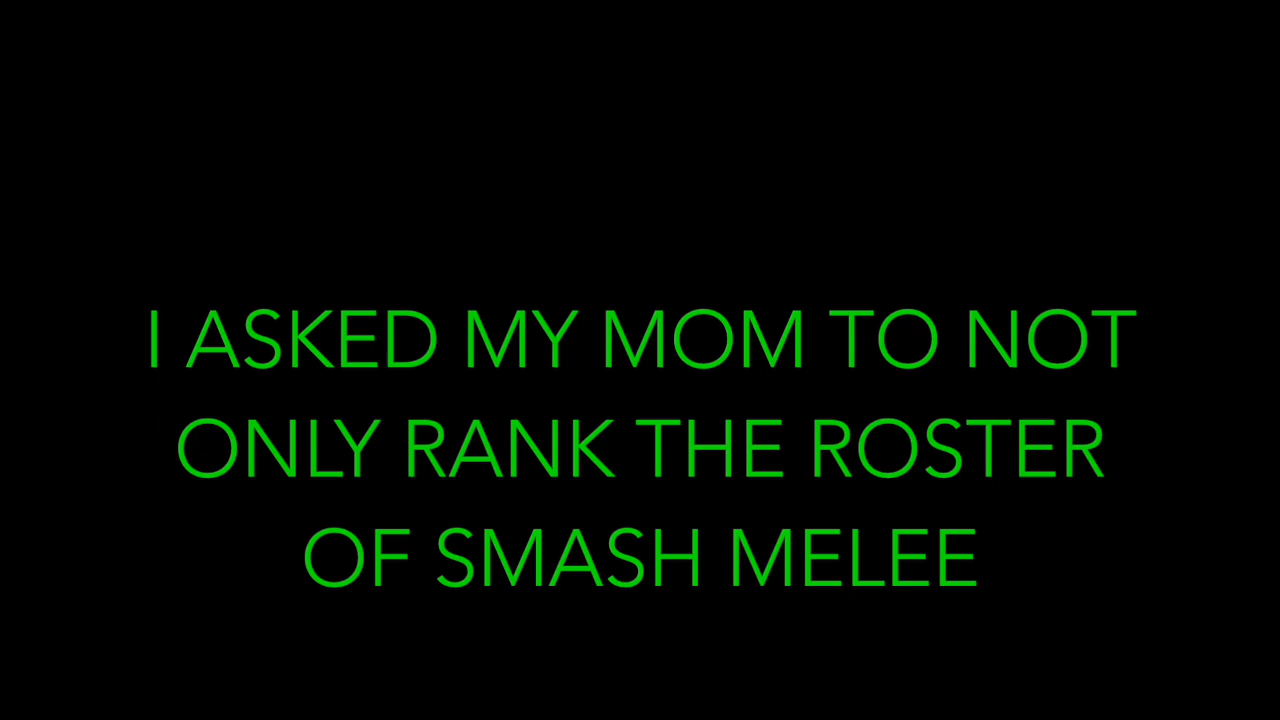 I ASKED MY MOM TO NOT
ONLY RANK THE ROSTER
OF SMASH MELEE